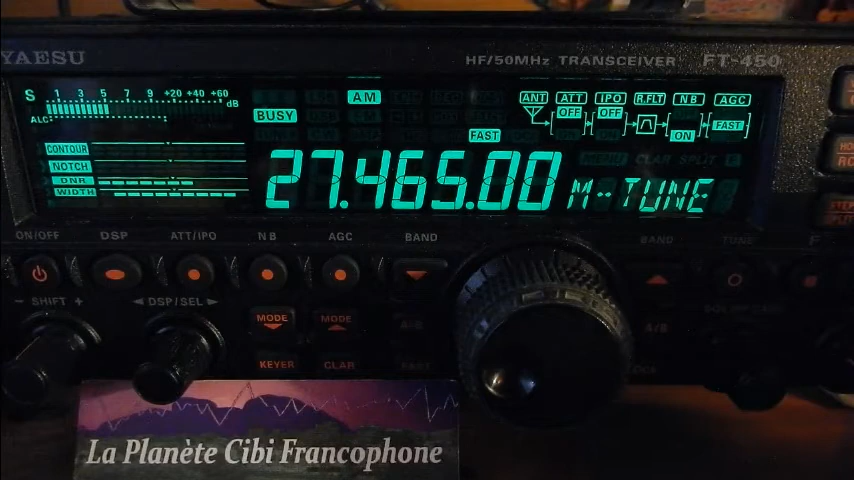 YAESU HF/50MHz TRANSCEIVER FT-450
S 1 3 5 7 9 +20 +40 +60 dB
ALC
AM
BUSY
FAST
ANT ATT IPO R.FLT NB AGC
OFF OFF ON FAST
CONTOUR
NOTCH
DNR
WIDTH
27.465.00 M-TUNE
MENU CLAR SPLIT
ON/OFF DSP ATT/IPO NB AGC BAND BAND TUNE
- SHIFT + DSP/SEL
MODE MODE A=B A/B
KEYER CLAR FAST
La Planète Cibi Francophone